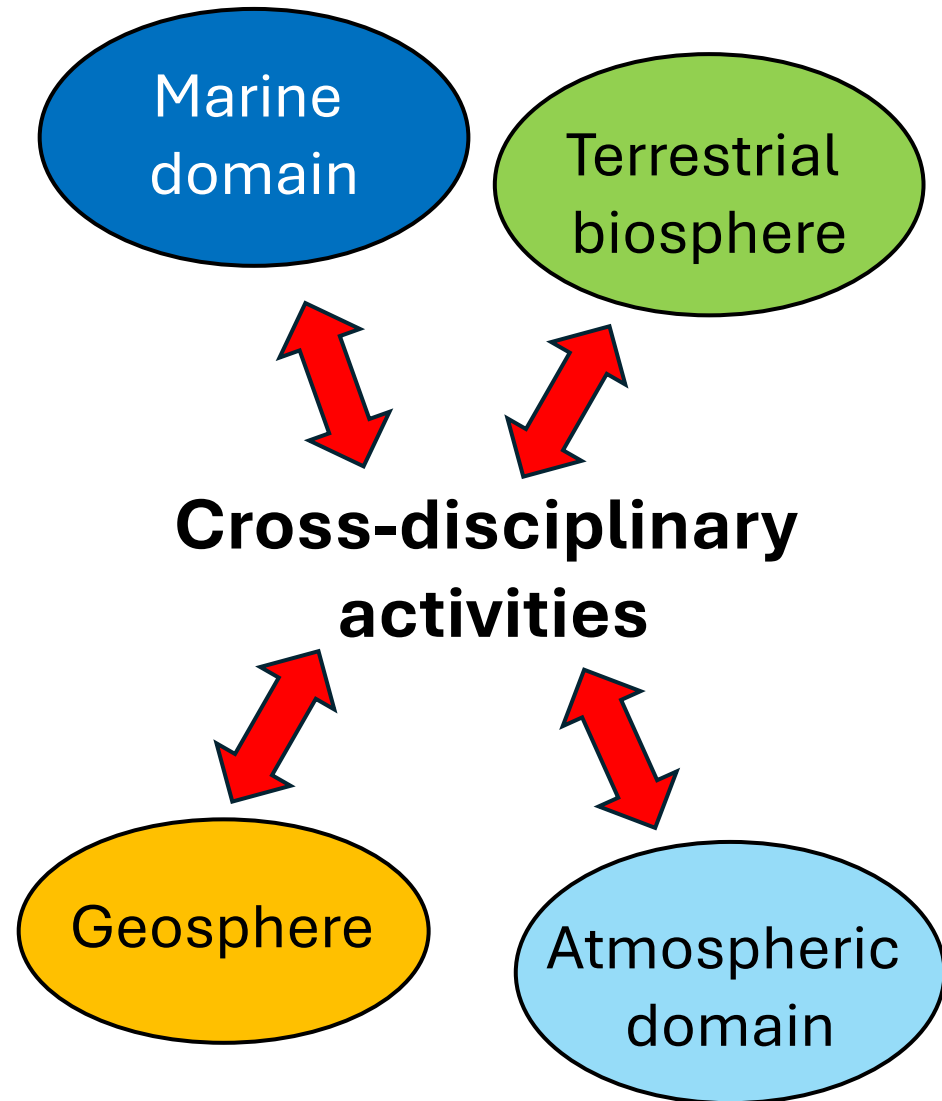 Marine
domain
Terrestrial
biosphere
Cross-disciplinary
activities
Geosphere
Atmospheric
domain